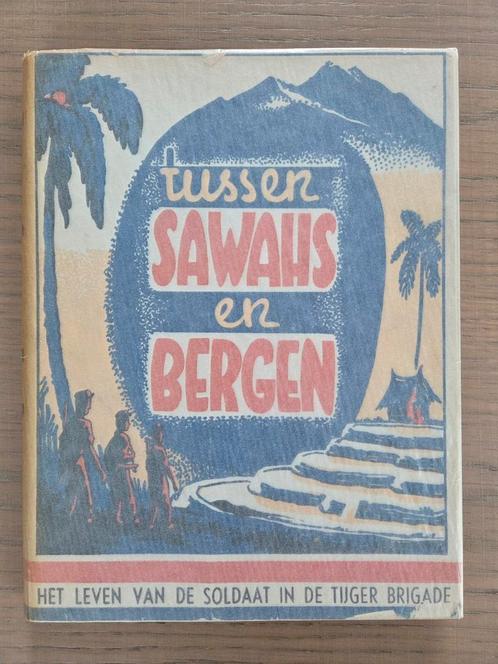 tussen
SAWAHS
en
BERGEN
HET LEVEN VAN DE SOLDAAT IN DE TIJGER BRIGADE